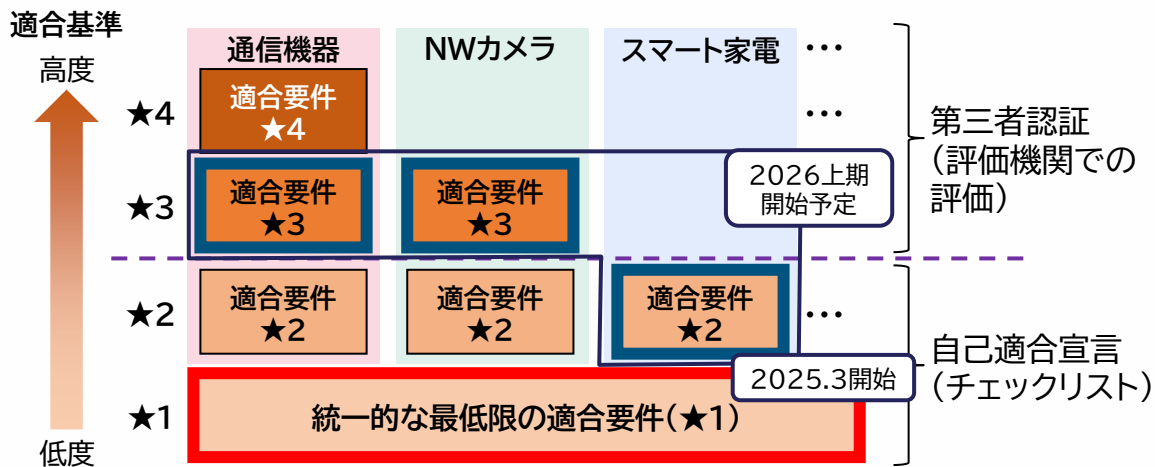 適合基準
高度
通信機器
NWカメラ
スマート家電
•••
★4
適合要件
★4
•••
第三者認証
(評価機関での
評価)
2026上期
開始予定
★3
適合要件
★3
適合要件
★3
★2
適合要件
★2
適合要件
★2
適合要件
★2
•••
自己適合宣言
(チェックリスト)
2025.3開始
★1
統一的な最低限の適合要件(★1)
低度